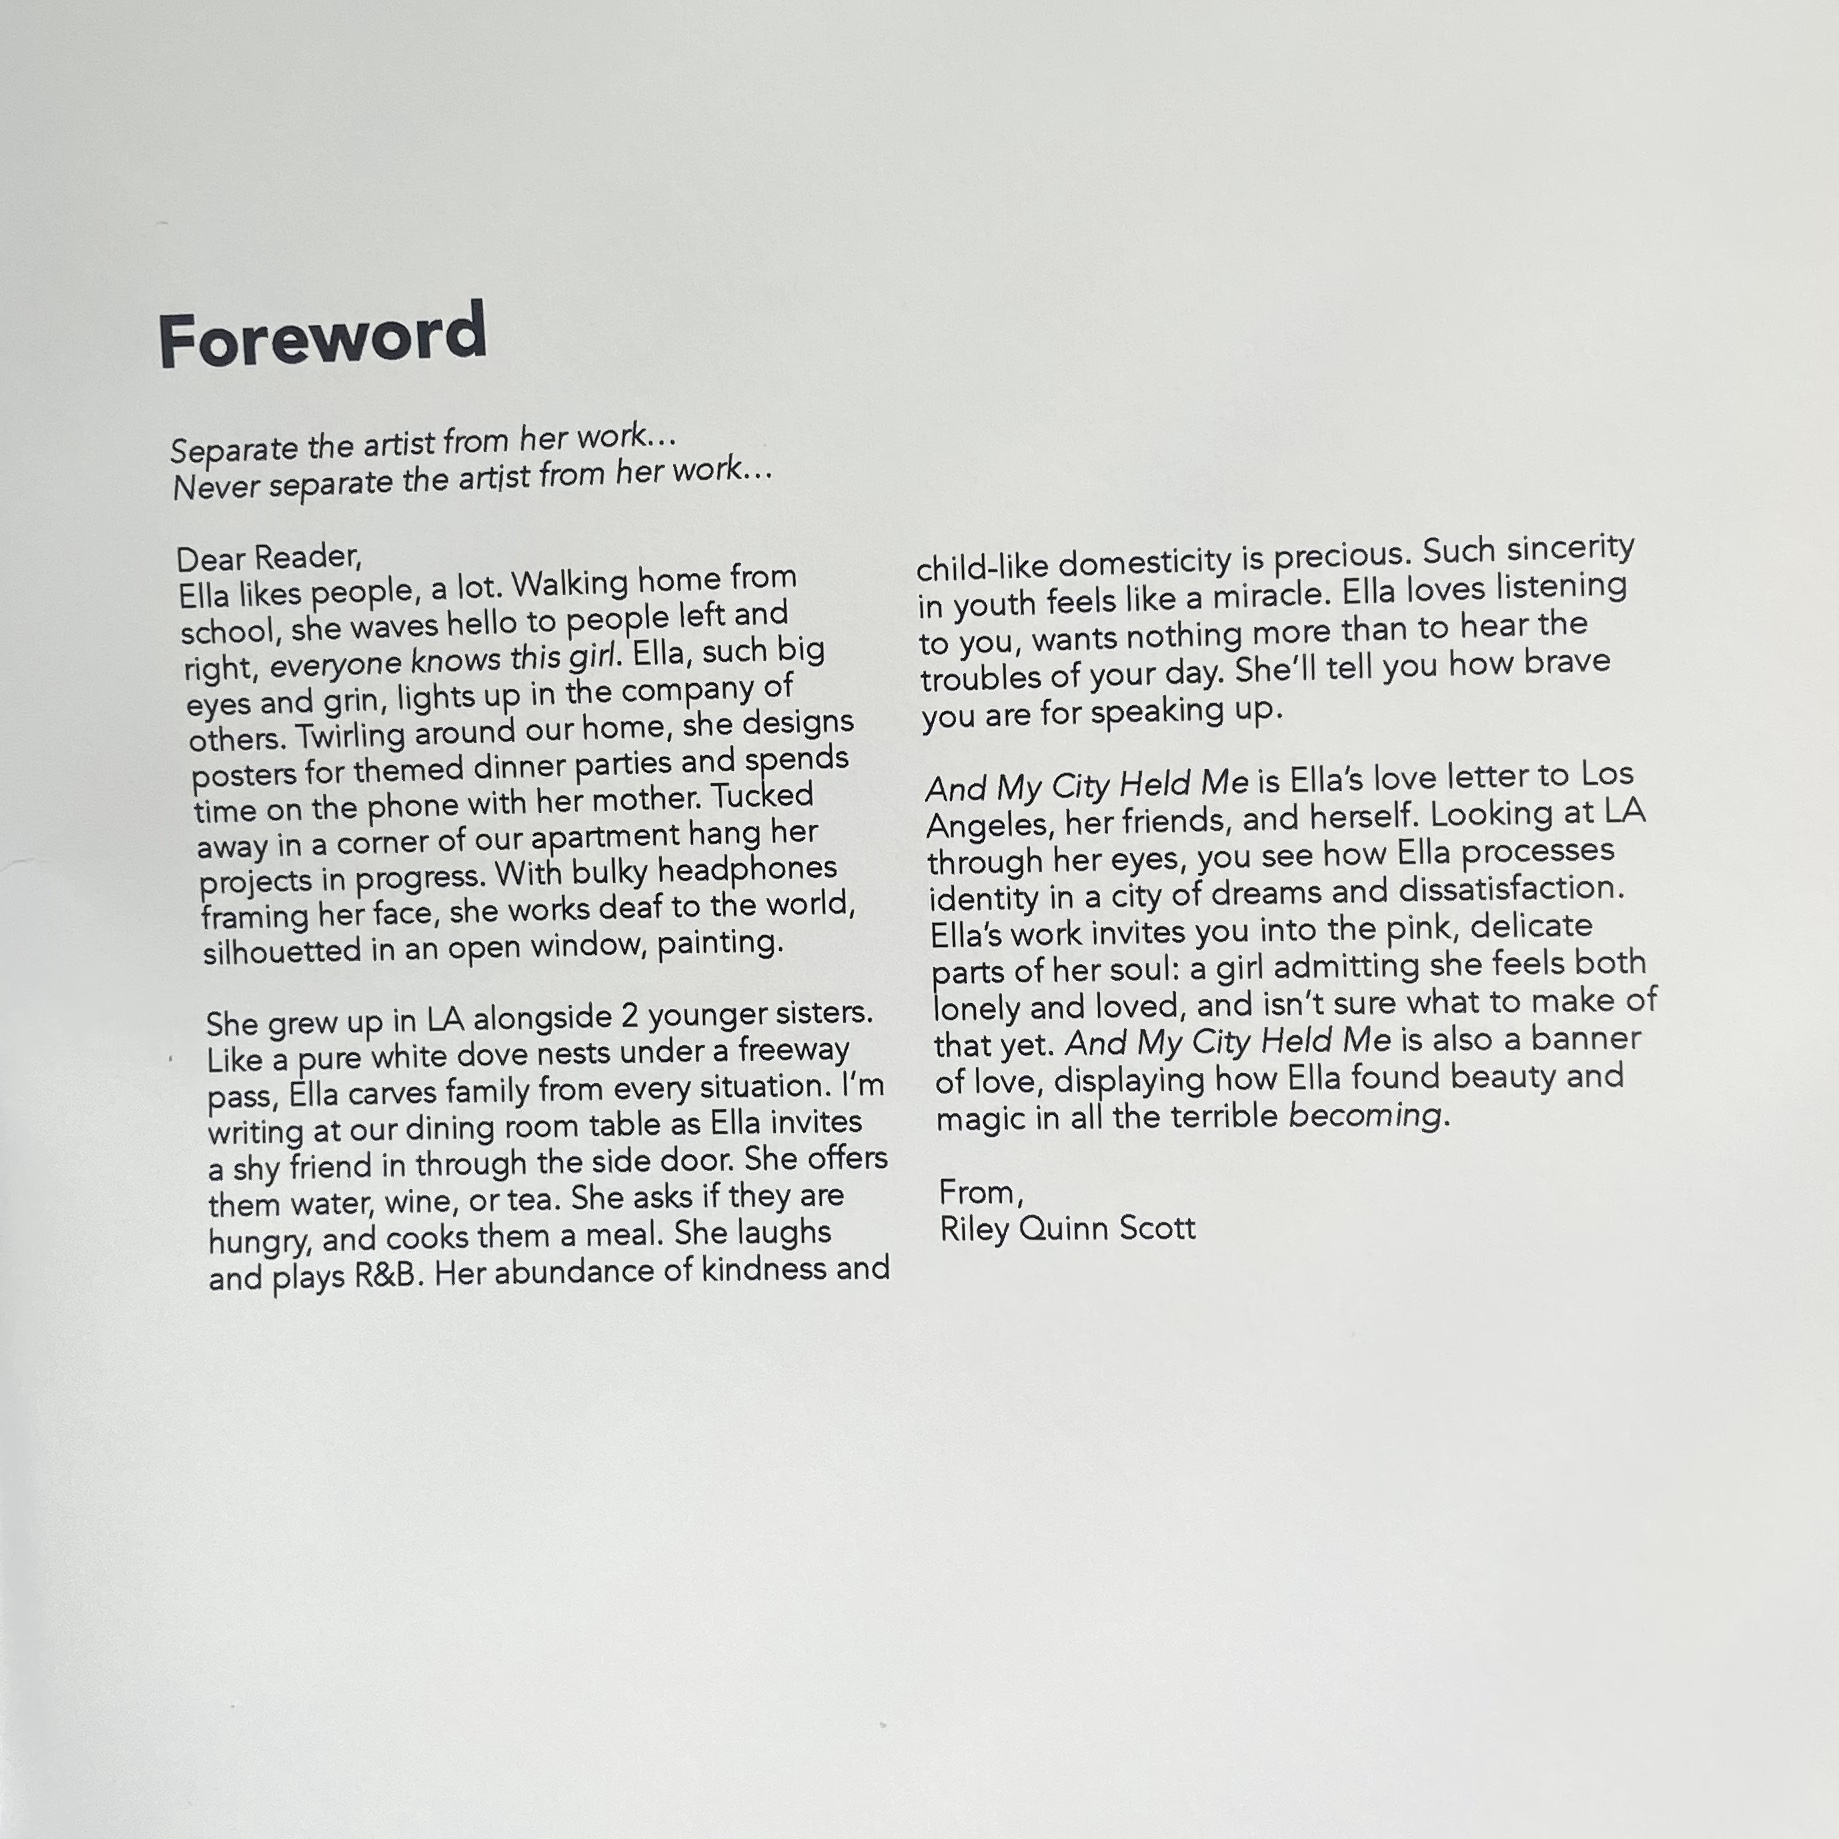 Foreword
Separate the artist from her work...
Never separate the artist from her work...
Dear Reader,
Ella likes people, a lot. Walking home from
school, she waves hello to people left and
right, everyone knows this girl. Ella, such big
eyes and grin, lights up in the company of
others. Twirling around our home, she designs
posters for themed dinner parties and spends
time on the phone with her mother. Tucked
away in a corner of our apartment hang her
projects in progress. With bulky headphones
framing her face, she works deaf to the world,
silhouetted in an open window, painting.
She grew up in LA alongside 2 younger sisters.
Like a pure white dove nests under a freeway
pass, Ella carves family from every situation. I'm
writing at our dining room table as Ella invites
a shy friend in through the side door. She offers
them water, wine, or tea. She asks if they are
hungry, and cooks them a meal. She laughs
and plays R&B. Her abundance of kindness and
child-like domesticity is precious. Such sincerity
in youth feels like a miracle. Ella loves listening
to you, wants nothing more than to hear the
troubles of your day. She'll tell you how brave
you are for speaking up.
And My City Held Me is Ella's love letter to Los
Angeles, her friends, and herself. Looking at LA
through her eyes, you see how Ella processes
identity in a city of dreams and dissatisfaction.
Ella's work invites you into the pink, delicate
parts of her soul: a girl admitting she feels both
lonely and loved, and isn't sure what to make of
that yet. And My City Held Me is also a banner
of love, displaying how Ella found beauty and
magic in all the terrible becoming.
From,
Riley Quinn Scott